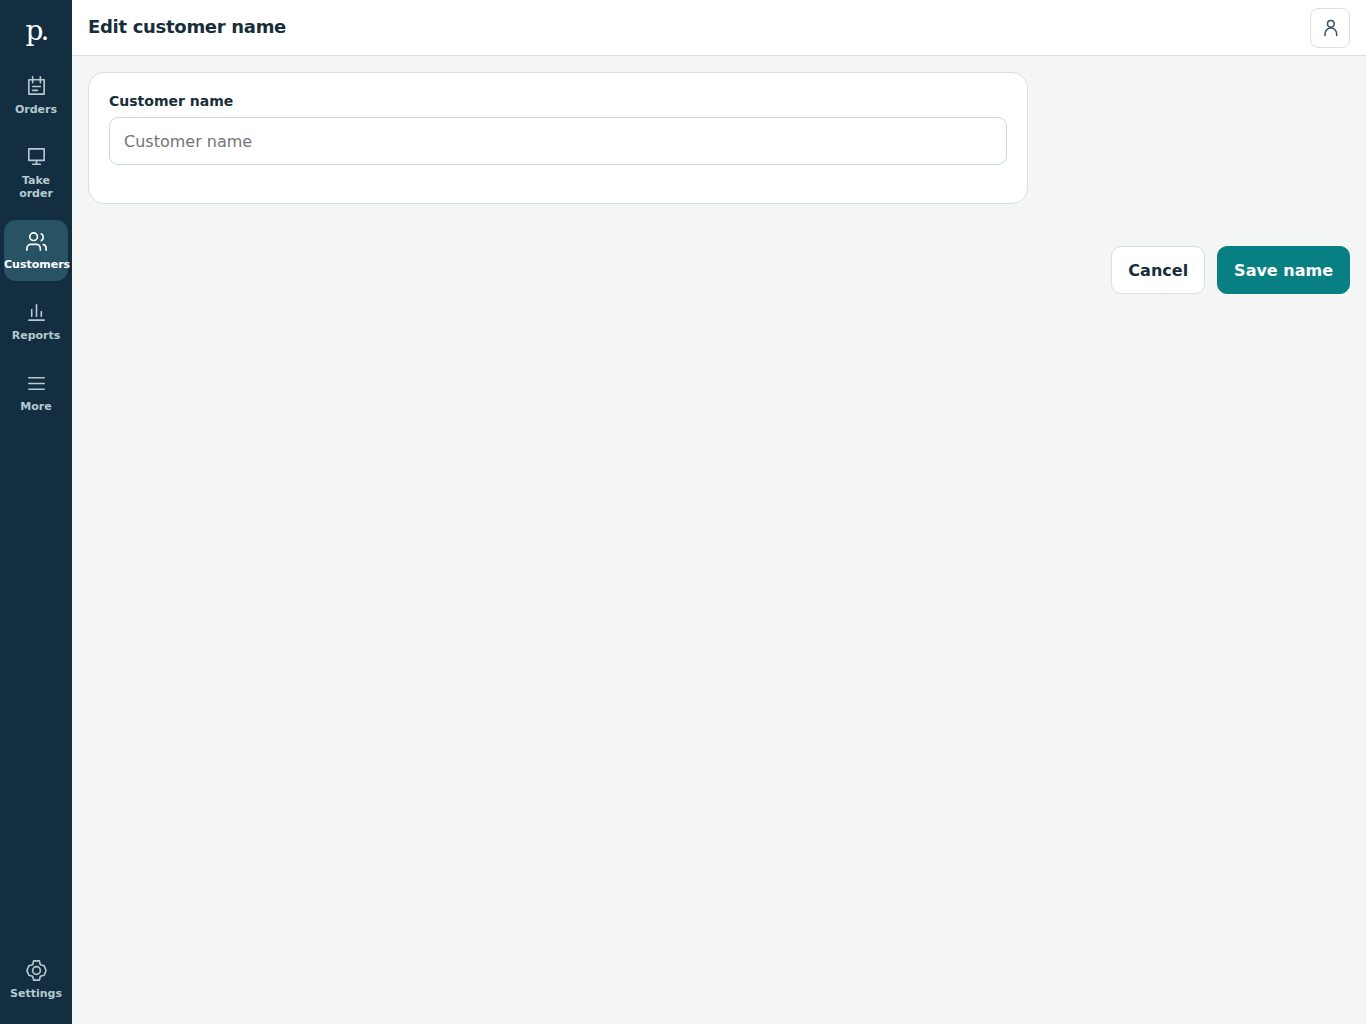 p.
Edit customer name
Orders
Take
order
Customers
Reports
More
Settings
Customer name
Customer name
Cancel
Save name